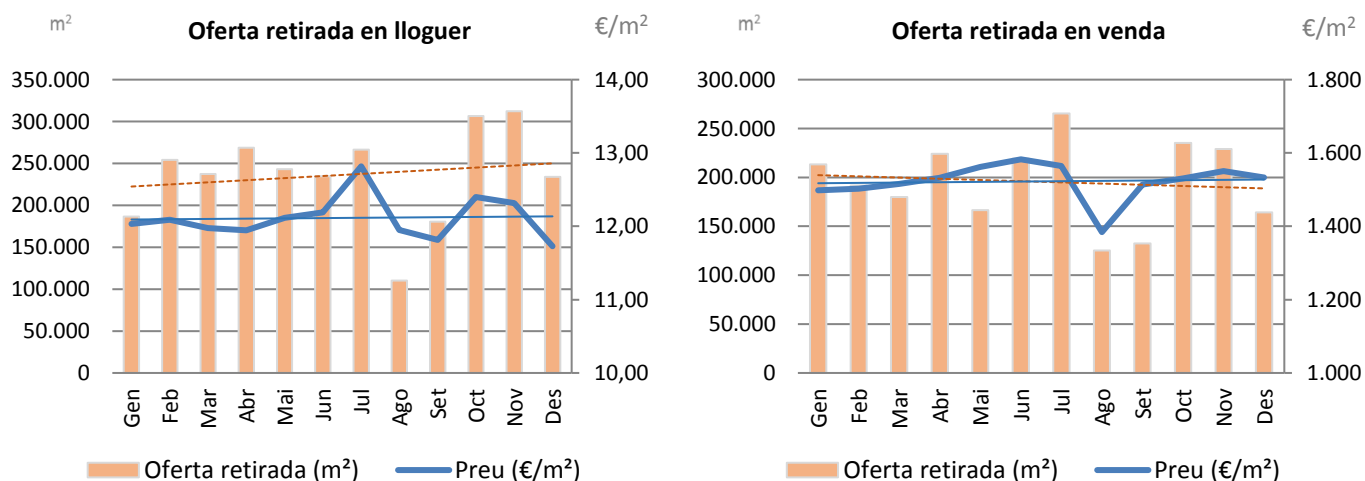 m²
Oferta retirada en lloguer
€/m²
350.000
300.000
250.000
200.000
150.000
100.000
50.000
0
14,00
13,00
12,00
11,00
10,00
Gen Feb Mar Abr Mai Jun Jul Ago Set Oct Nov Des
Oferta retirada (m²) Preu (€/m²)
m²
Oferta retirada en venda
€/m²
300.000
250.000
200.000
150.000
100.000
50.000
0
1.800
1.600
1.400
1.200
1.000
Gen Feb Mar Abr Mai Jun Jul Ago Set Oct Nov Des
Oferta retirada (m²) Preu (€/m²)